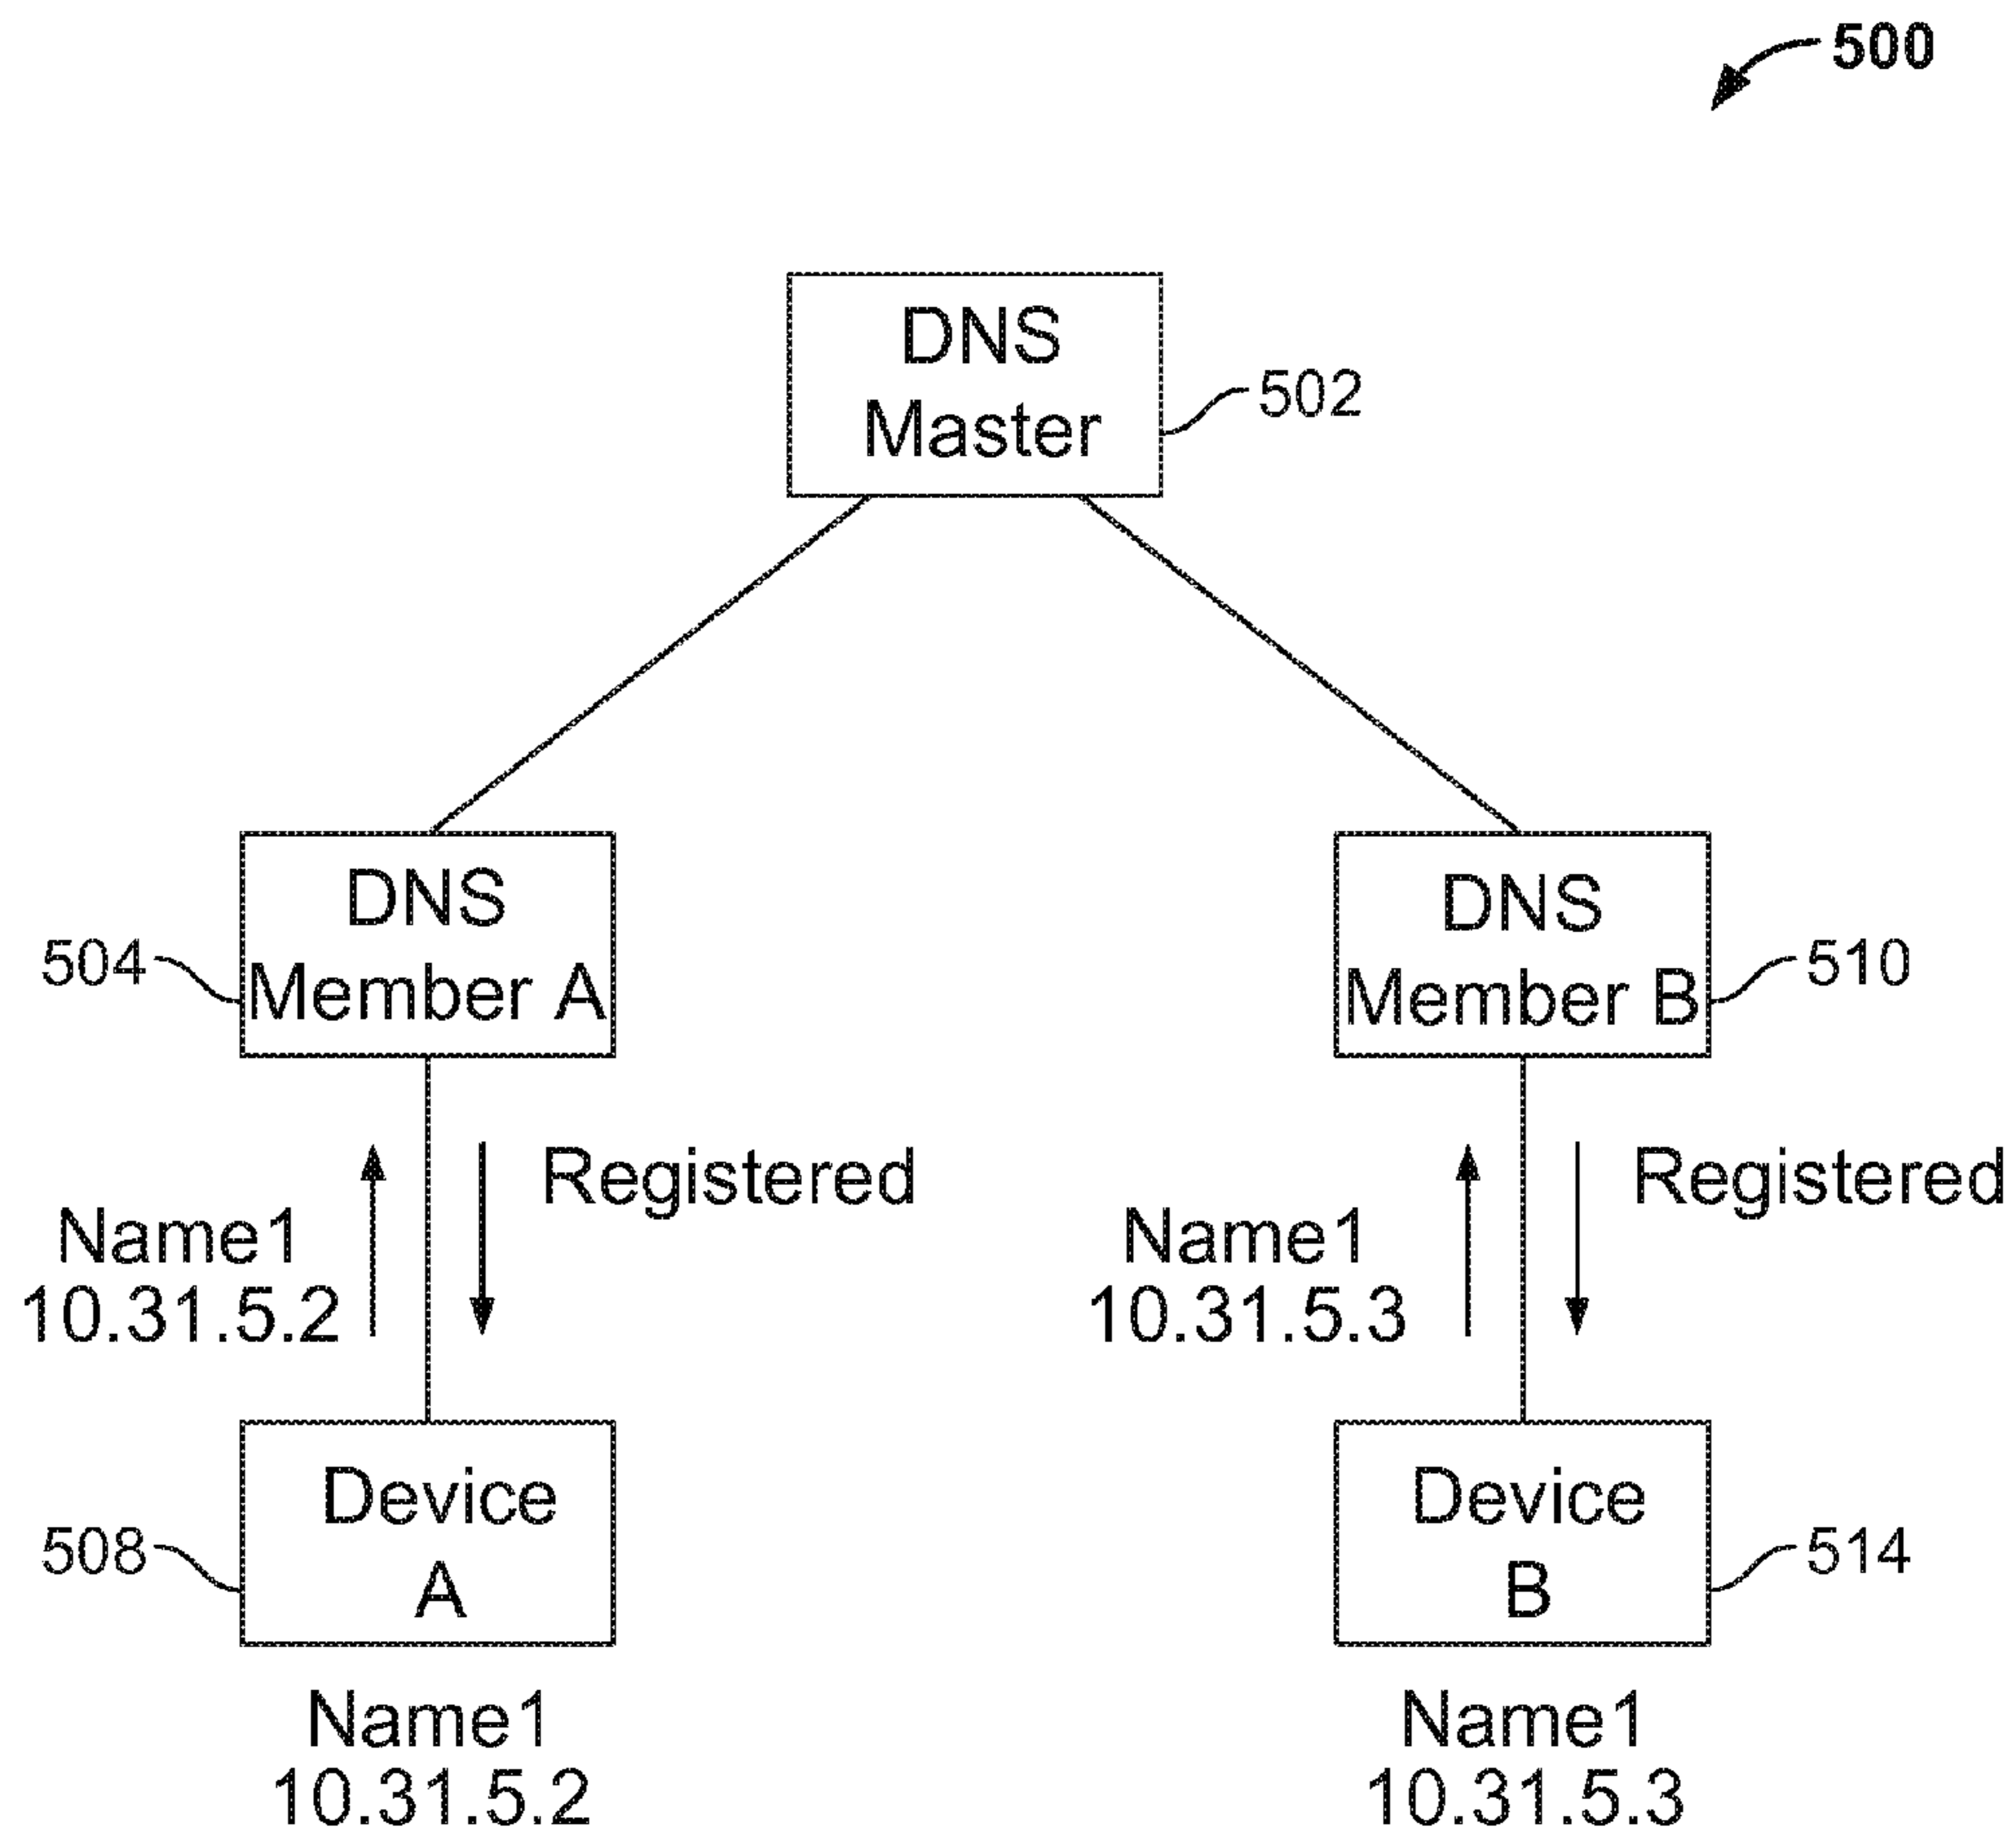 500
DNS
Master
502
DNS
Member A
504
DNS
Member B
510
Name1
10.31.5.2
Registered
Name1
10.31.5.3
Registered
Device
A
508
Device
B
514
Name1
10.31.5.2
Name1
10.31.5.3